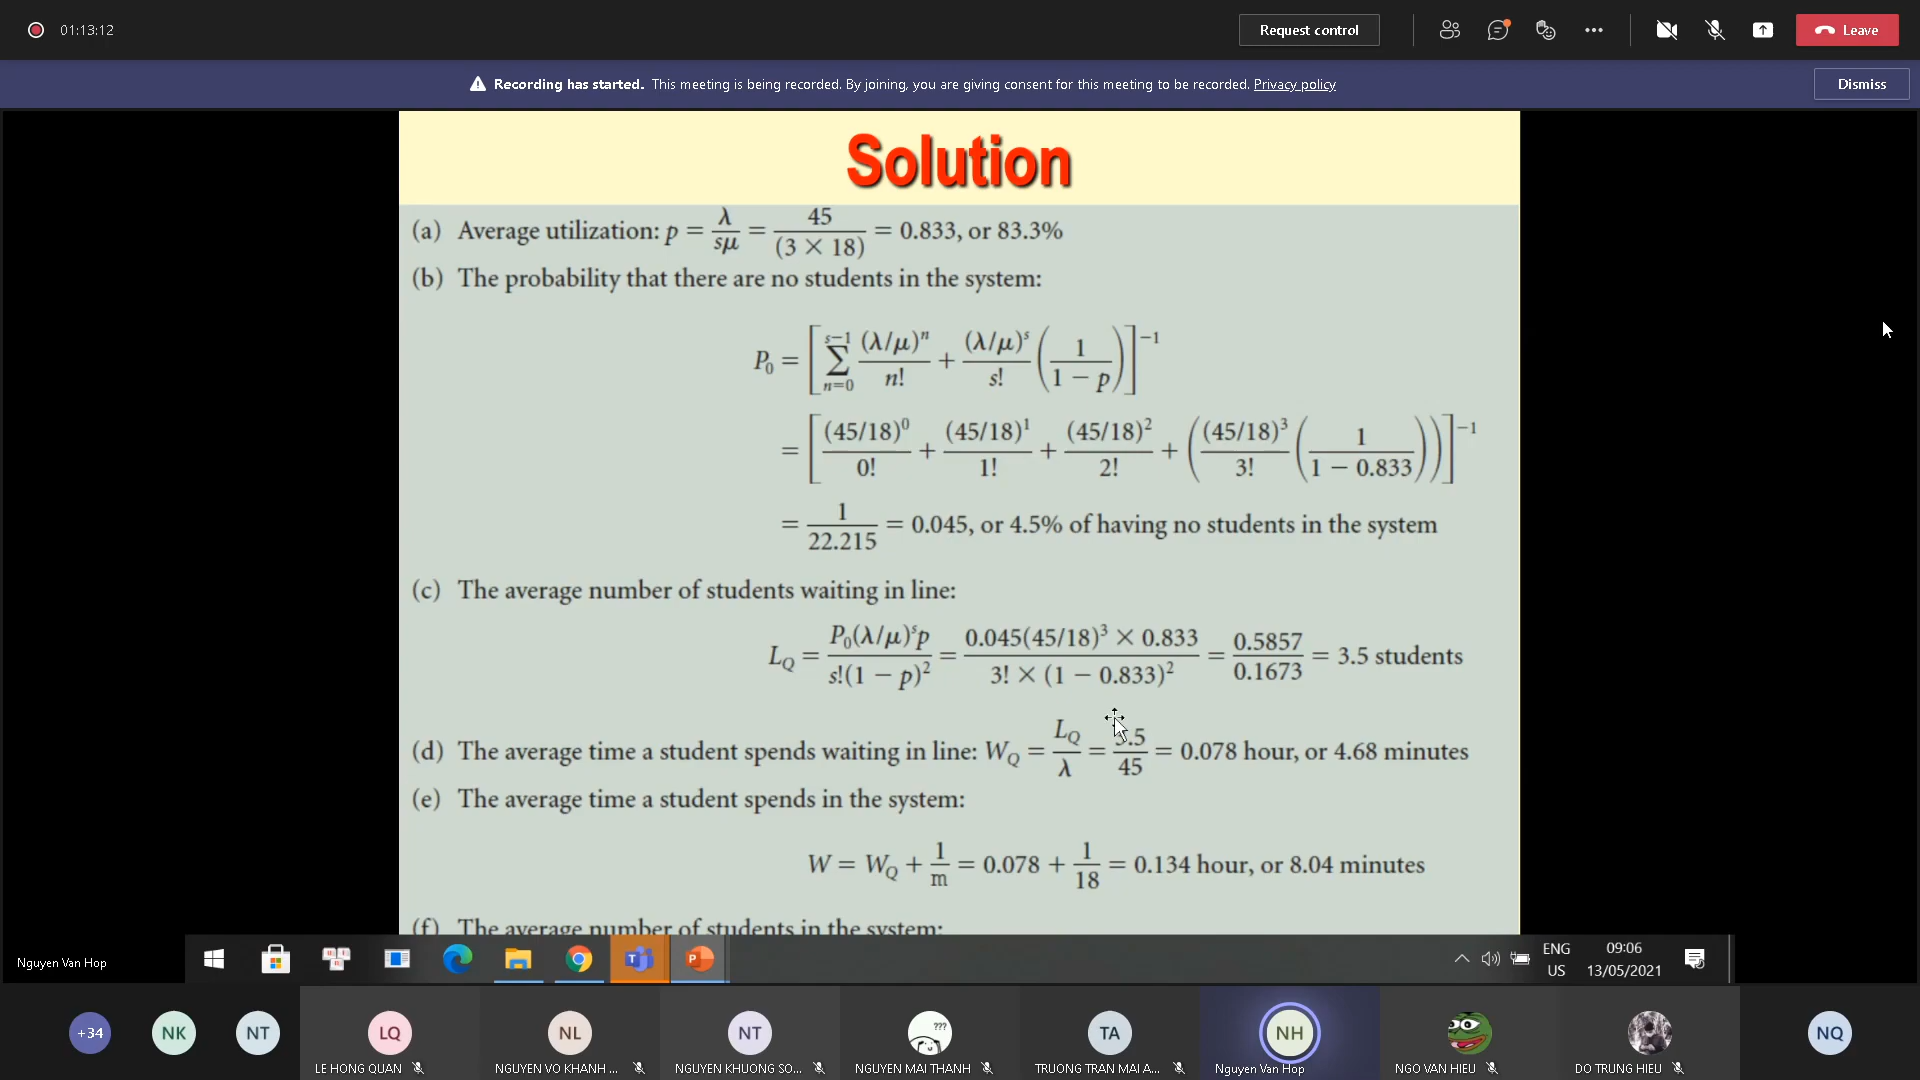 01:13:12
Request control
Leave
Recording has started. This meeting is being recorded. By joining, you are giving consent for this meeting to be recorded. Privacy policy
Dismiss
Solution
(a) Average utilization: p = λ/sμ = 45/(3 × 18) = 0.833, or 83.3%
(b) The probability that there are no students in the system:
P₀ = [∑_{n=0}^{s−1} (λ/μ)ⁿ/n! + (λ/μ)ˢ/s! (1/(1 − p))]⁻¹
= [(45/18)⁰/0! + (45/18)¹/1! + (45/18)²/2! + ((45/18)³/3! (1/(1 − 0.833)))]⁻¹
= 1/22.215 = 0.045, or 4.5% of having no students in the system
(c) The average number of students waiting in line:
L_Q = P₀(λ/μ)ˢp/s!(1 − p)² = 0.045(45/18)³ × 0.833/3! × (1 − 0.833)² = 0.5857/0.1673 = 3.5 students
(d) The average time a student spends waiting in line: W_Q = L_Q/λ = 3.5/45 = 0.078 hour, or 4.68 minutes
(e) The average time a student spends in the system:
W = W_Q + 1/m = 0.078 + 1/18 = 0.134 hour, or 8.04 minutes
(f) The average number of students in the system:
Nguyen Van Hop
ENG
US
09:06
13/05/2021
+34
NK
NT
LQ
NL
NT
???
TA
NH
NQ
LE HONG QUAN
NGUYEN VO KHANH ...
NGUYEN KHUONG SO...
NGUYEN MAI THANH
TRUONG TRAN MAI A...
Nguyen Van Hop
NGO VAN HIEU
DO TRUNG HIEU